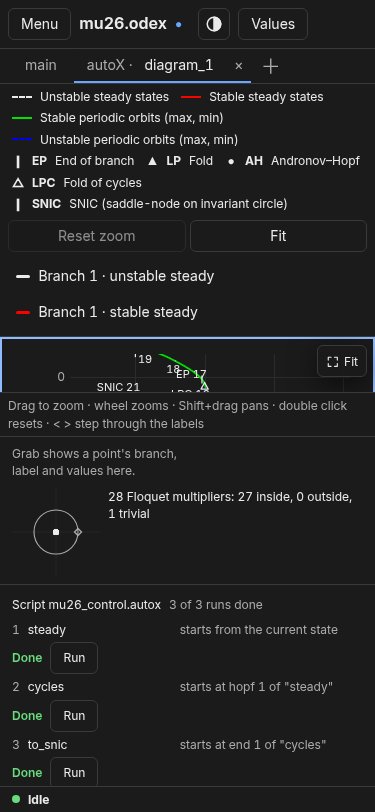 Menu mu26.odex Values
main autoX · diagram_1 ×
Unstable steady states Stable steady states
Stable periodic orbits (max, min)
Unstable periodic orbits (max, min)
EP End of branch LP Fold AH Andronov–Hopf
LPC Fold of cycles
SNIC SNIC (saddle-node on invariant circle)
Reset zoom Fit
Branch 1 · unstable steady
Branch 1 · stable steady
Fit
19
18
EP 17
0
SNIC 21
Drag to zoom · wheel zooms · Shift+drag pans · double click
resets · < > step through the labels
Grab shows a point's branch,
label and values here.
28 Floquet multipliers: 27 inside, 0 outside,
1 trivial
Script mu26_control.autox 3 of 3 runs done
1 steady starts from the current state
Done Run
2 cycles starts at hopf 1 of "steady"
Done Run
3 to_snic starts at end 1 of "cycles"
Done Run
Idle